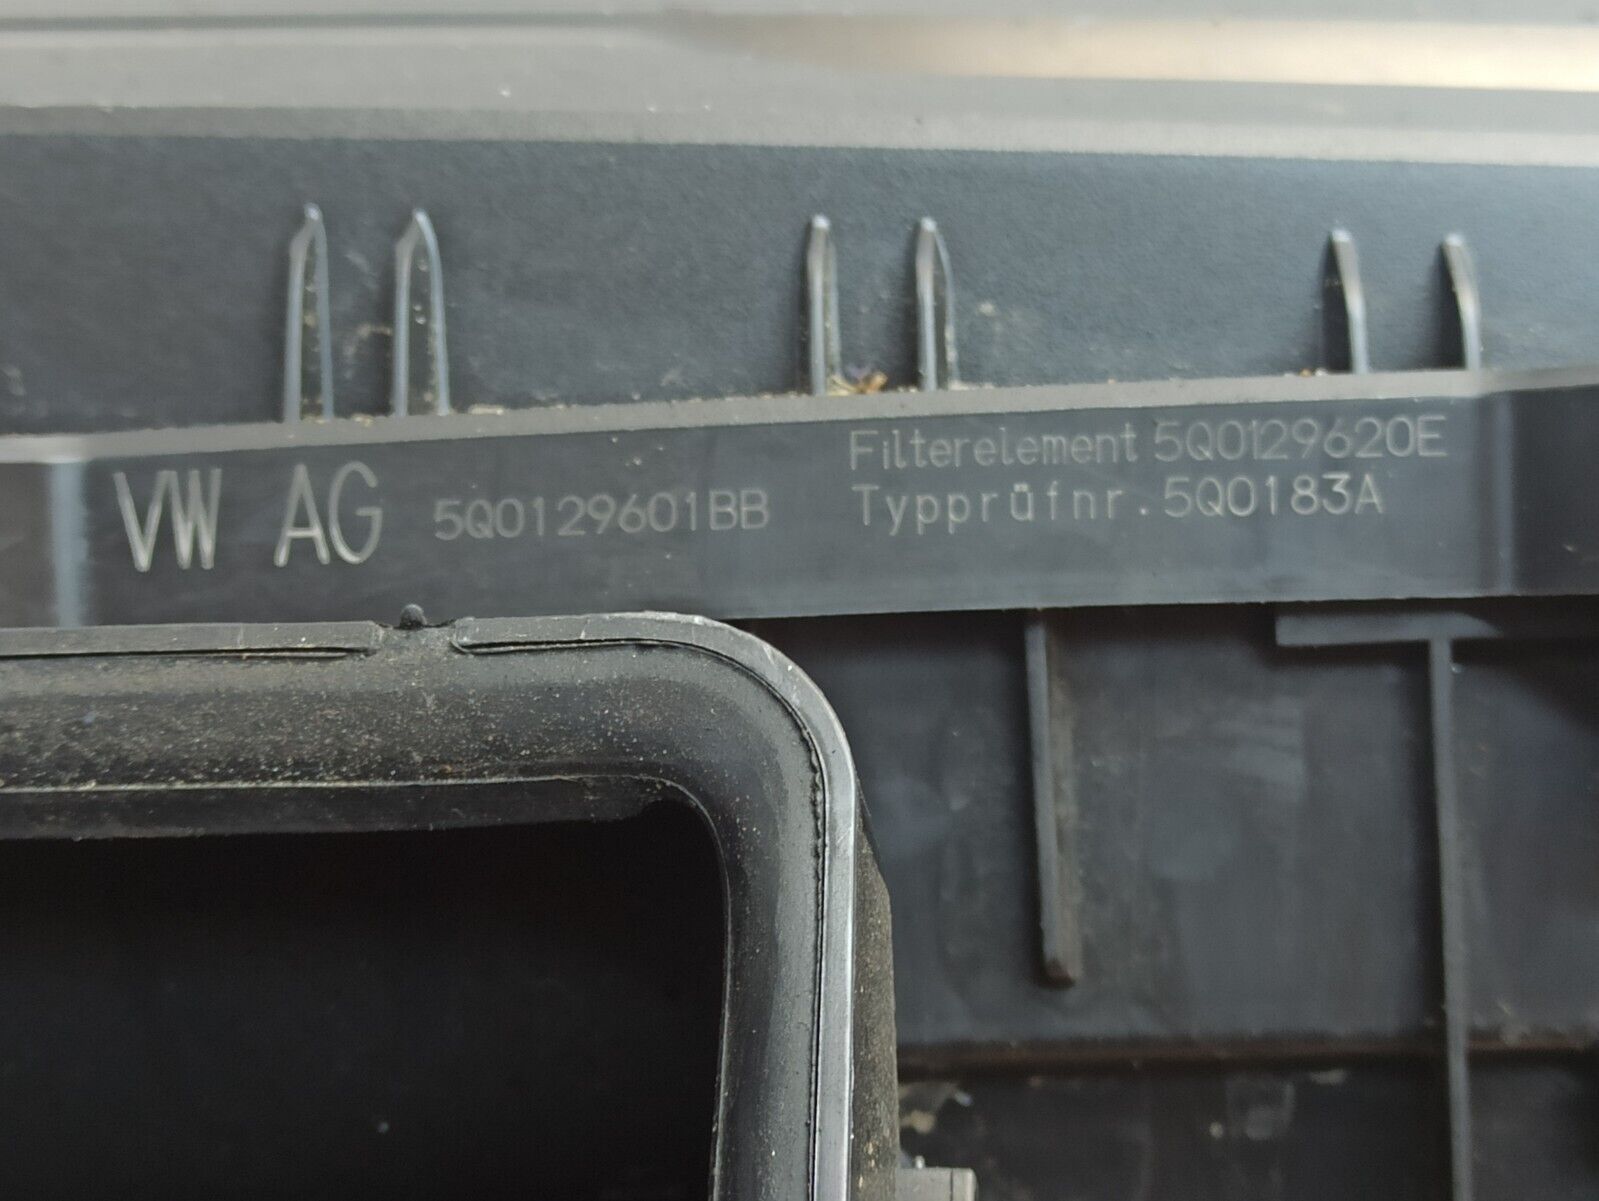 VW AG 5Q0129601BB
Filterelement 5Q0129620E
Typprüfnr. 5Q0183A